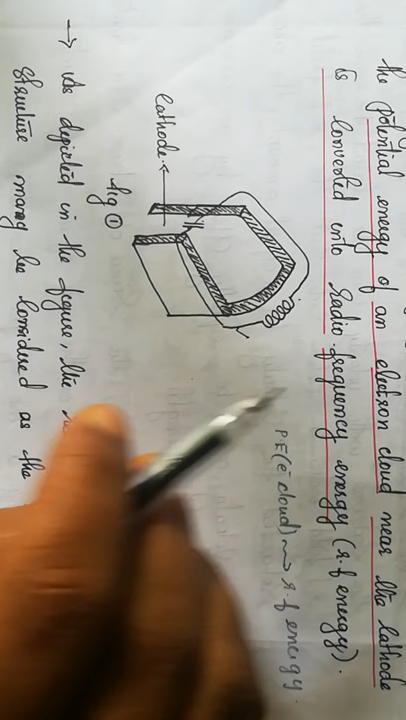 the potential energy of an electron cloud near the cathode
is converted into radio-frequency energy (r.f energy).
PE(e⁻ cloud) ⟿ r.f energy.
Cathode.
fig ①
→ As depicted in the figure, the
structure many be considered as the